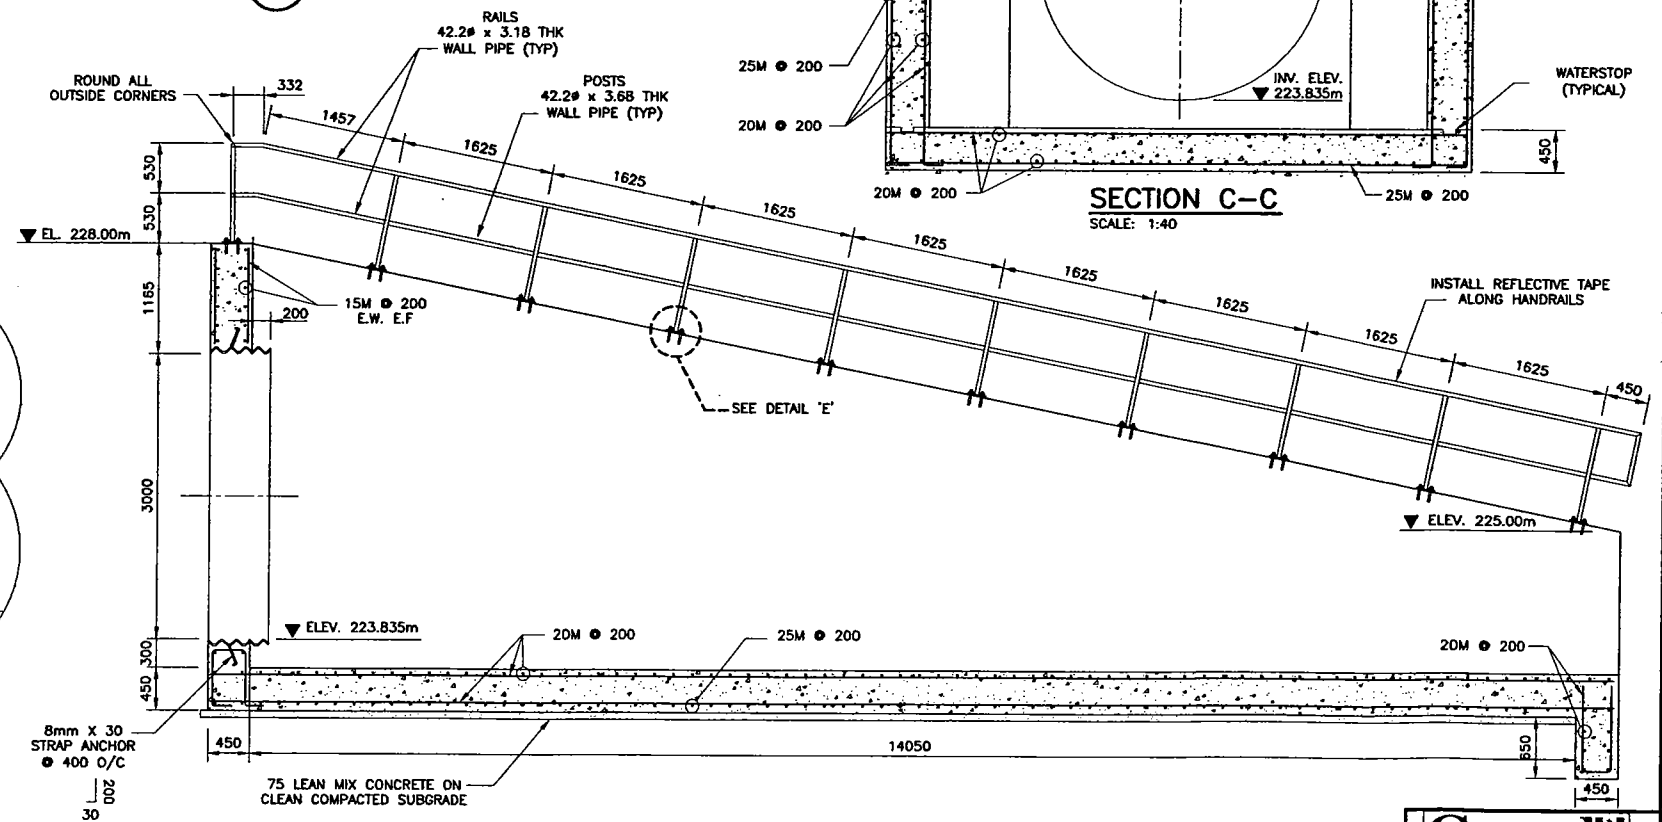 RAILS
42.2ø x 3.18 THK
WALL PIPE (TYP)
ROUND ALL
OUTSIDE CORNERS
332
POSTS
42.2ø x 3.68 THK
WALL PIPE (TYP)
25M @ 200
20M @ 200
INV. ELEV.
223.835m
WATERSTOP
(TYPICAL)
450
20M @ 200
25M @ 200
SECTION C-C
SCALE: 1:40
1457
1625
1625
1625
1625
1625
1625
1625
1625
450
530
530
EL. 228.00m
1165
15M @ 200
E.W. E.F
200
INSTALL REFLECTIVE TAPE
ALONG HANDRAILS
SEE DETAIL 'E'
3000
ELEV. 225.00m
ELEV. 223.835m
20M @ 200
25M @ 200
20M @ 200
300
450
8mm X 30
STRAP ANCHOR
@ 400 O/C
200
30
450
14050
650
450
75 LEAN MIX CONCRETE ON
CLEAN COMPACTED SUBGRADE